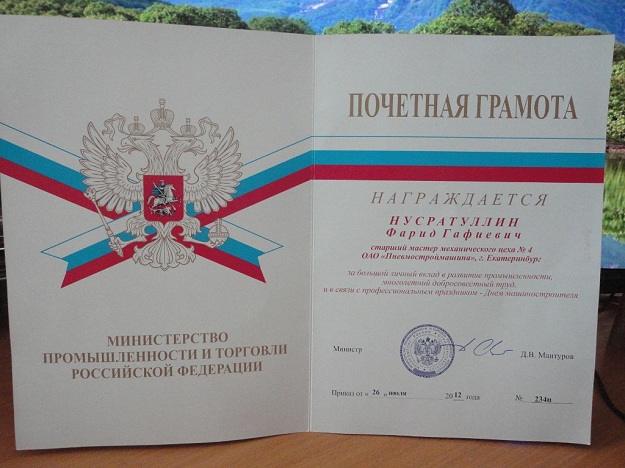 МИНИСТЕРСТВО
ПРОМЫШЛЕННОСТИ И ТОРГОВЛИ
РОССИЙСКОЙ ФЕДЕРАЦИИ
ПОЧЕТНАЯ ГРАМОТА
НАГРАЖДАЕТСЯ
НУСРАТУЛЛИН
Фарид Гафиевич
старший мастер механического цеха № 4
ОАО «Пневмостроймашина», г. Екатеринбург
за большой личный вклад в развитие промышленности,
многолетний добросовестный труд,
и в связи с профессиональным праздником - Днем машиностроителя
Министр Д.В. Мантуров
Приказ от « 26 » июля 2012 года № 234п